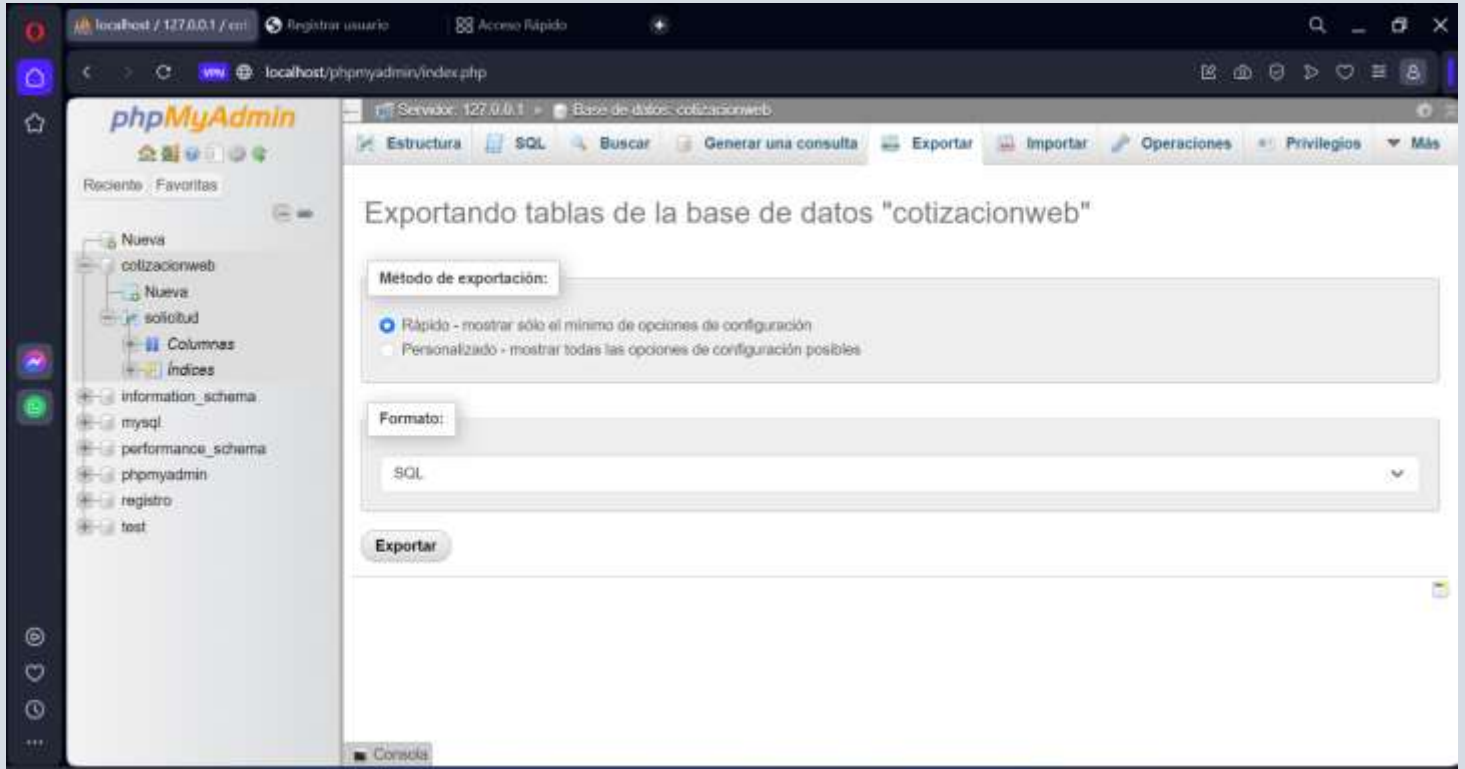 localhost / 127.0.0.1 / cot
Registrar usuario
Acceso Rápido
VPN
localhost/phpmyadmin/index.php
phpMyAdmin
Reciente Favoritas
Nueva
cotizacionweb
Nueva
solicitud
Columnas
Índices
information_schema
mysql
performance_schema
phpmyadmin
registro
test
Servidor: 127.0.0.1 » Base de datos: cotizacionweb
Estructura SQL Buscar Generar una consulta Exportar Importar Operaciones Privilegios Más
Exportando tablas de la base de datos "cotizacionweb"
Método de exportación:
Rápido - mostrar sólo el mínimo de opciones de configuración
Personalizado - mostrar todas las opciones de configuración posibles
Formato:
SQL
Exportar
Consola